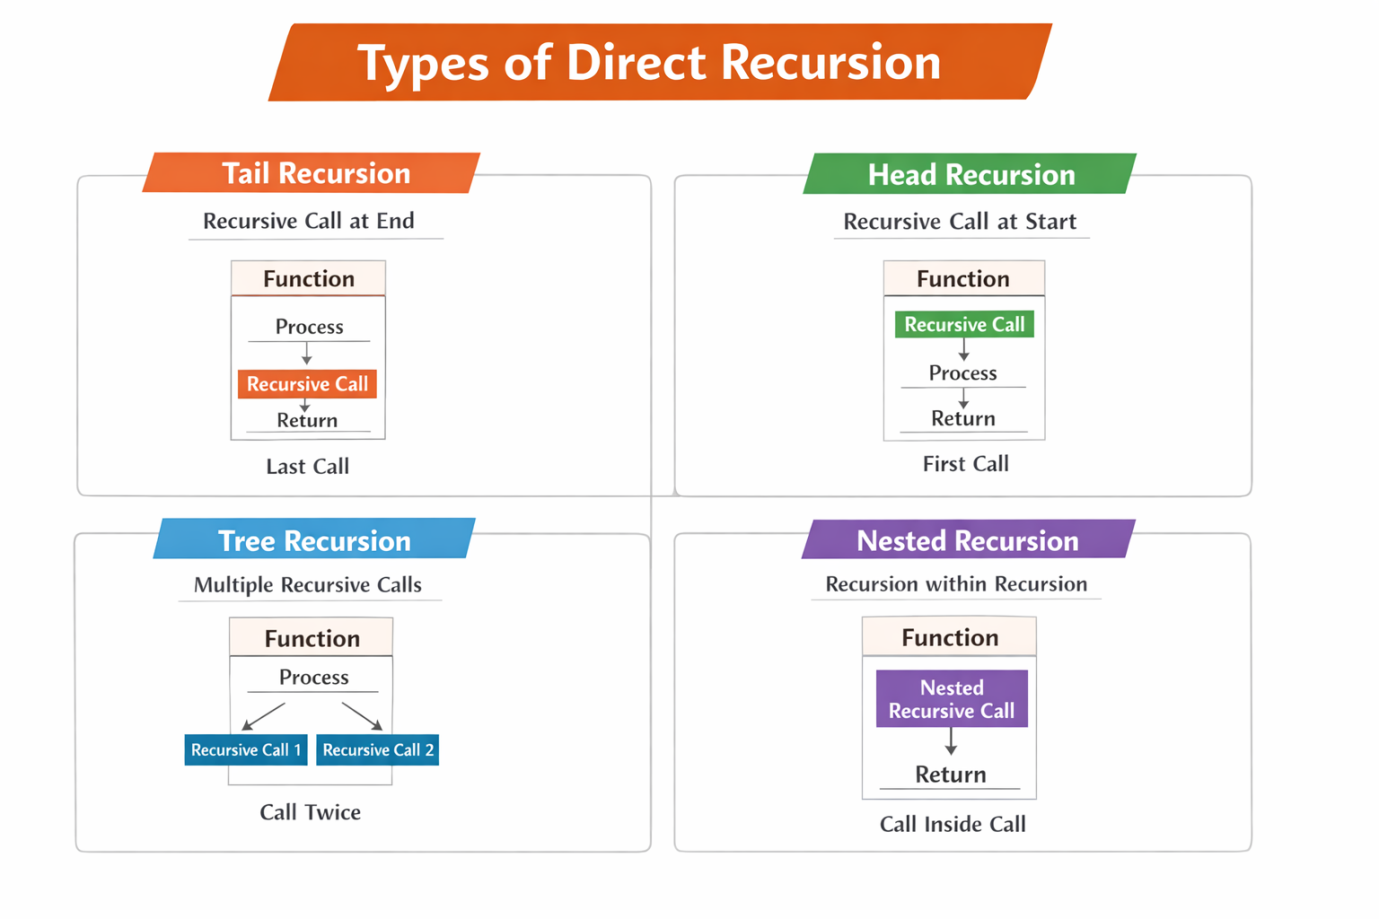 Types of Direct Recursion
Tail Recursion
Recursive Call at End
Function
Process
Recursive Call
Return
Last Call
Head Recursion
Recursive Call at Start
Function
Recursive Call
Process
Return
First Call
Tree Recursion
Multiple Recursive Calls
Function
Process
Recursive Call 1
Recursive Call 2
Call Twice
Nested Recursion
Recursion within Recursion
Function
Nested
Recursive Call
Return
Call Inside Call